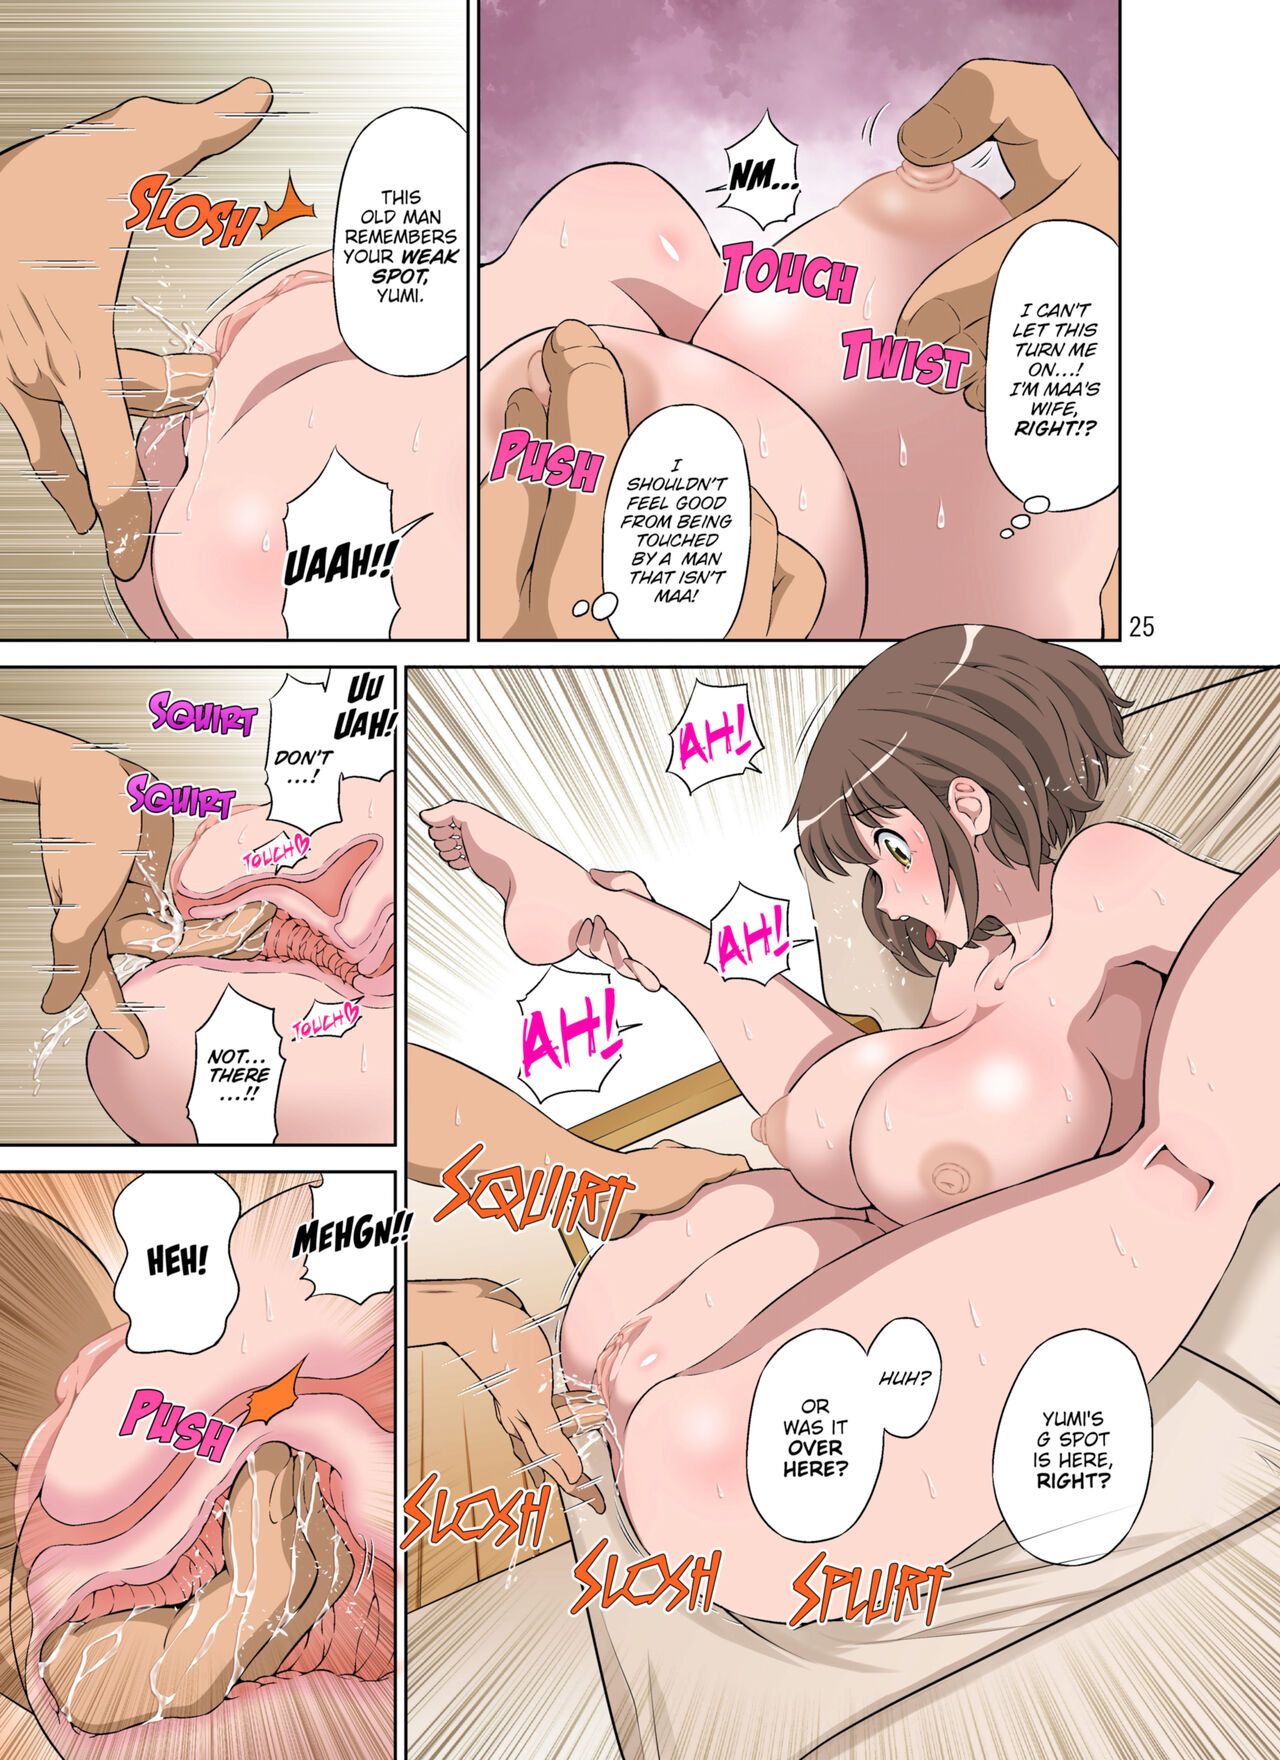 NM...
TOUCH
TWIST
PUSH
I CAN'T
LET THIS
TURN ME
ON...!
I'M MAA'S
WIFE,
RIGHT!?
I
SHOULDN'T
FEEL GOOD
FROM BEING
TOUCHED
BY A MAN
THAT ISN'T
MAA!
THIS
OLD MAN
REMEMBERS
YOUR WEAK
SPOT,
YUMI.
SLOSH
UAAH!!
25
AH!
AH!
AH!
SQUIRT
YUMI'S
G SPOT
IS HERE,
RIGHT?
HUH?
OR
WAS IT
OVER
HERE?
SLOSH
SLOSH
SPLURT
UU
UAH!
DON'T
...!
SQUIRT
SQUIRT
TOUCH♡
TOUCH♡
NOT...
THERE
...!!
MEHGN!!
HEH!
PUSH